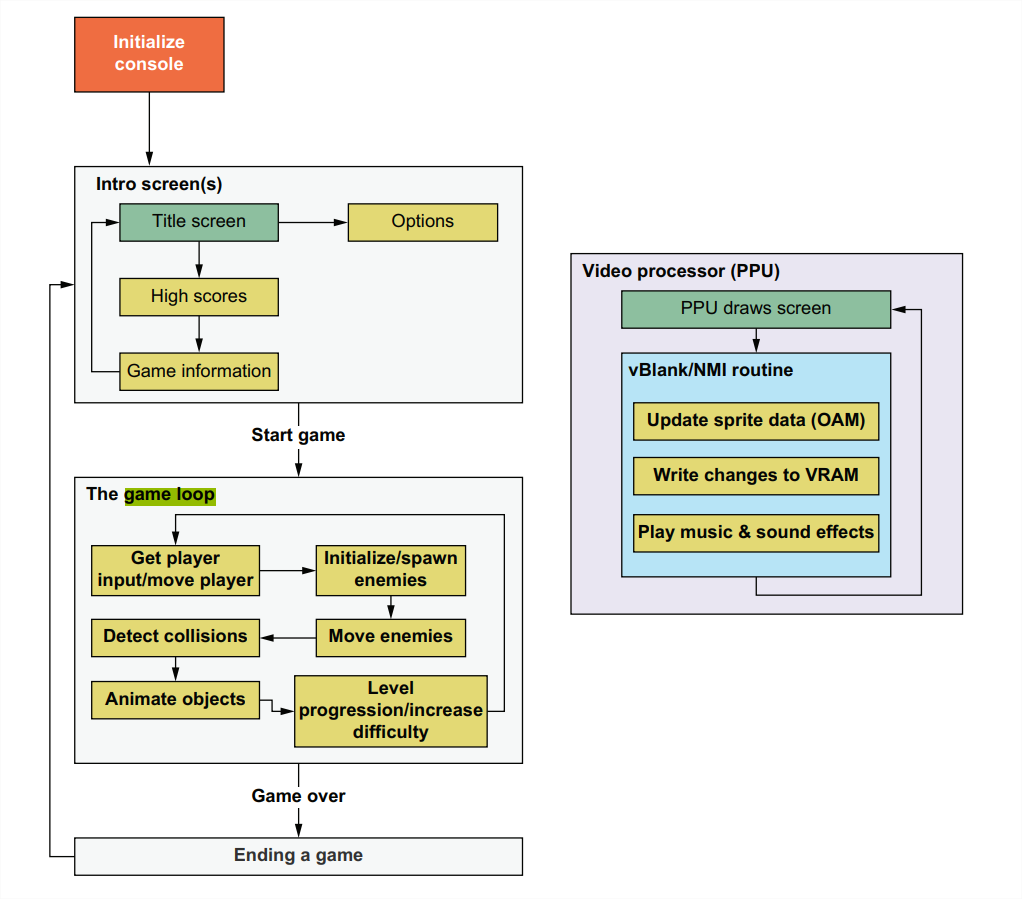 Initialize
console
Intro screen(s)
Title screen
Options
High scores
Game information
Start game
The game loop
Get player
input/move player
Initialize/spawn
enemies
Detect collisions
Move enemies
Animate objects
Level
progression/increase
difficulty
Game over
Ending a game
Video processor (PPU)
PPU draws screen
vBlank/NMI routine
Update sprite data (OAM)
Write changes to VRAM
Play music & sound effects